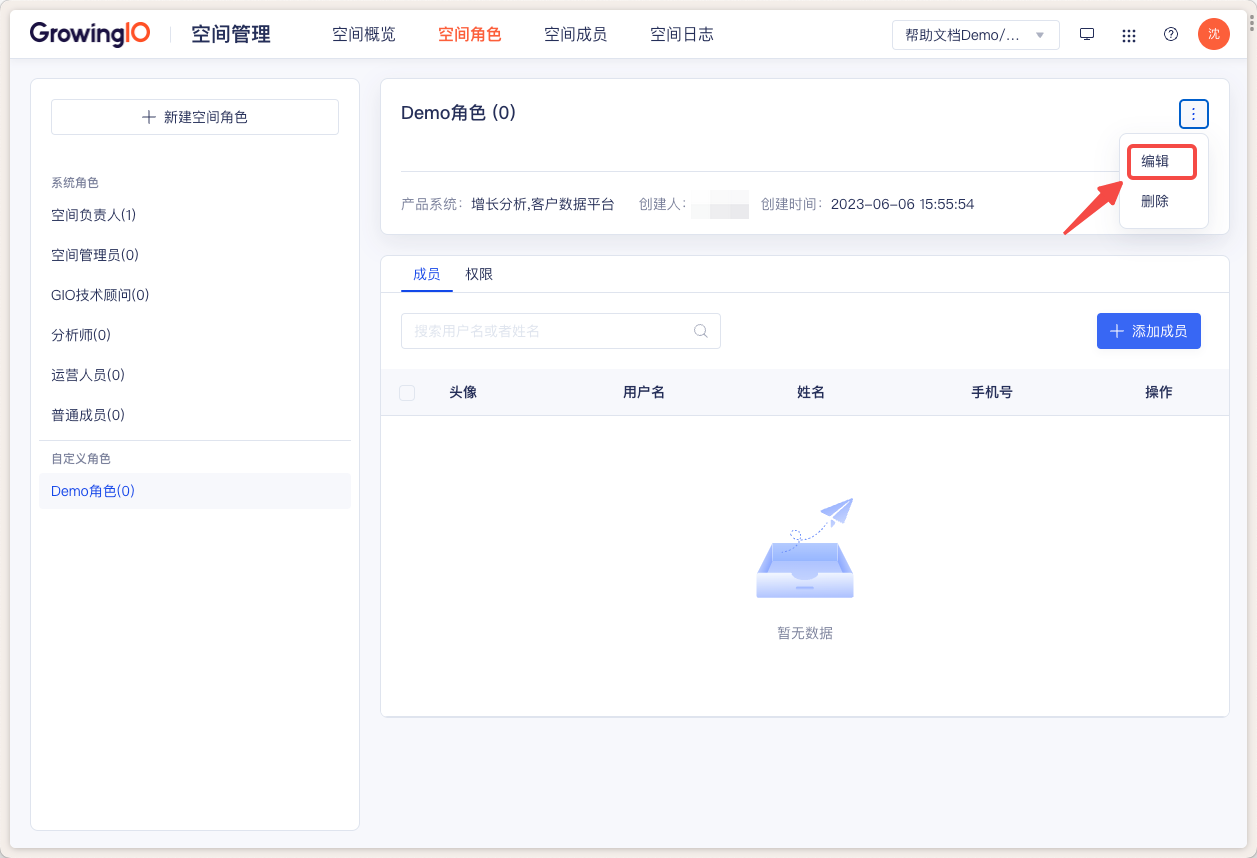 GrowingIO 空间管理 空间概览 空间角色 空间成员 空间日志 帮助文档Demo/... 沈
新建空间角色
系统角色
空间负责人(1)
空间管理员(0)
GIO技术顾问(0)
分析师(0)
运营人员(0)
普通成员(0)
自定义角色
Demo角色(0)
Demo角色 (0)
编辑
删除
产品系统: 增长分析,客户数据平台 创建人: 创建时间: 2023-06-06 15:55:54
成员 权限
搜索用户名或者姓名
添加成员
头像 用户名 姓名 手机号 操作
暂无数据